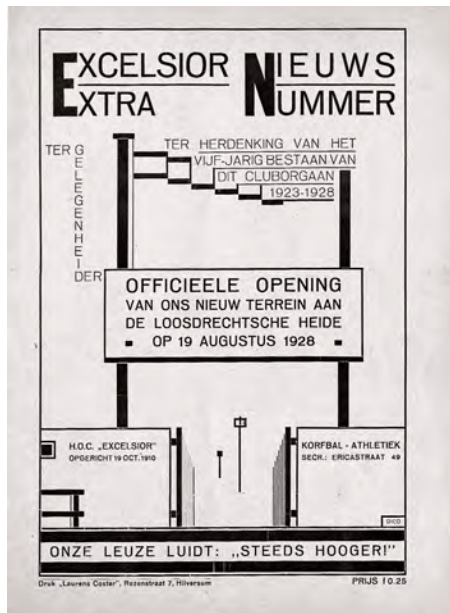 EXCELSIOR NIEUWS
EXTRA NUMMER
TER GELEGENHEID DER
TER HERDENKING VAN HET
VIJF-JARIG BESTAAN VAN
DIT CLUBORGAAN
1923-1928
OFFICIEELE OPENING
VAN ONS NIEUW TERREIN AAN
DE LOOSDRECHTSCHE HEIDE
OP 19 AUGUSTUS 1928
H.O.C. „EXCELSIOR"
OPGERICHT 19 OCT. 1910
KORFBAL - ATHLETIEK
SECR.: ERICASTRAAT 49
ONZE LEUZE LUIDT: „STEEDS HOOGER!"
Druk „Laurens Coster", Rozenstraat 7, Hilversum
PRIJS f 0.25